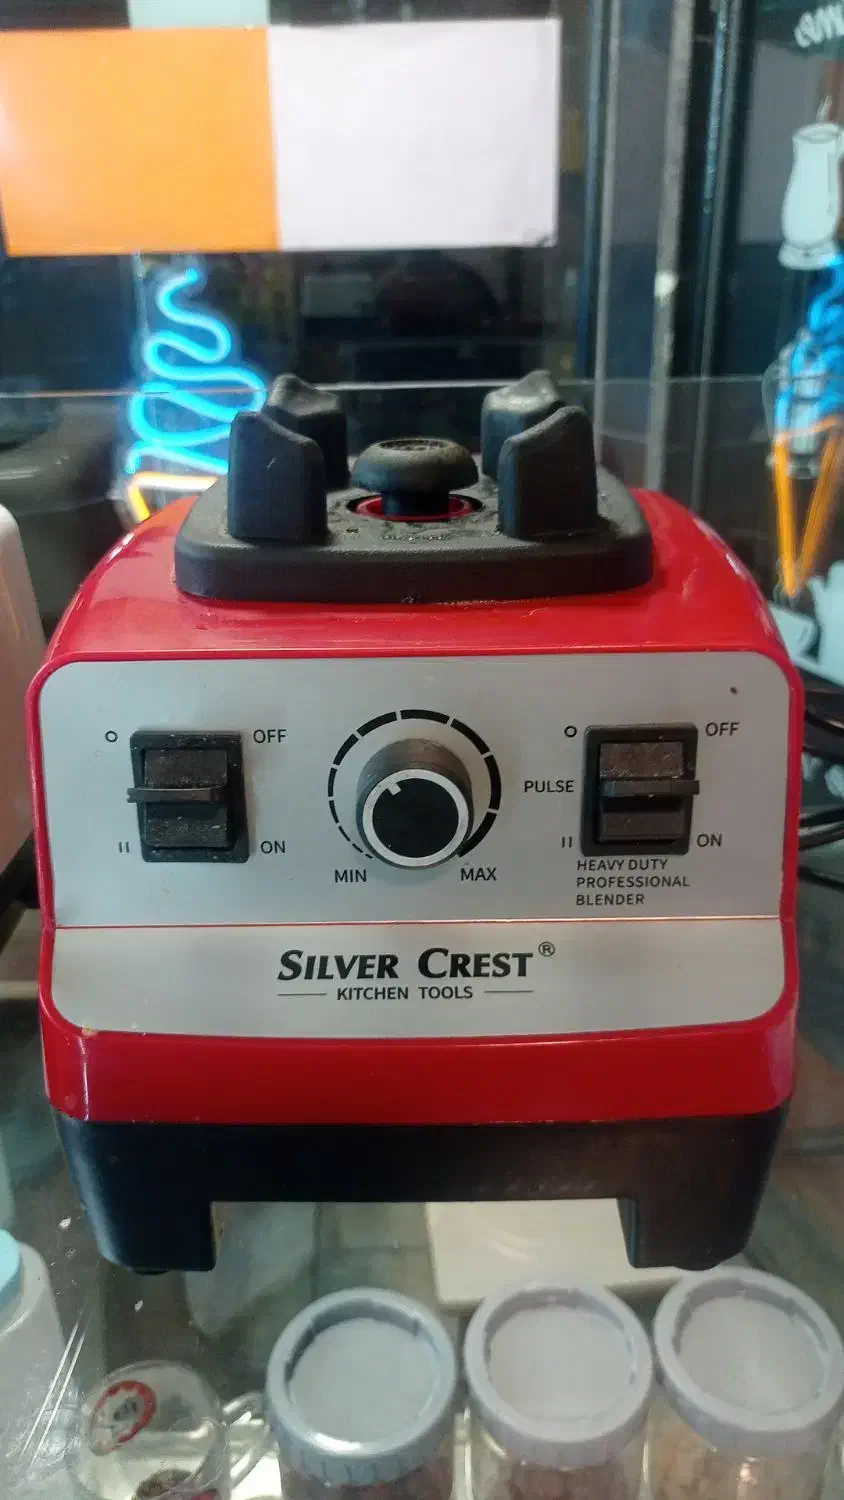 O OFF
II ON
MIN MAX
O OFF
PULSE
II ON
HEAVY DUTY
PROFESSIONAL
BLENDER
SILVER CREST®
KITCHEN TOOLS